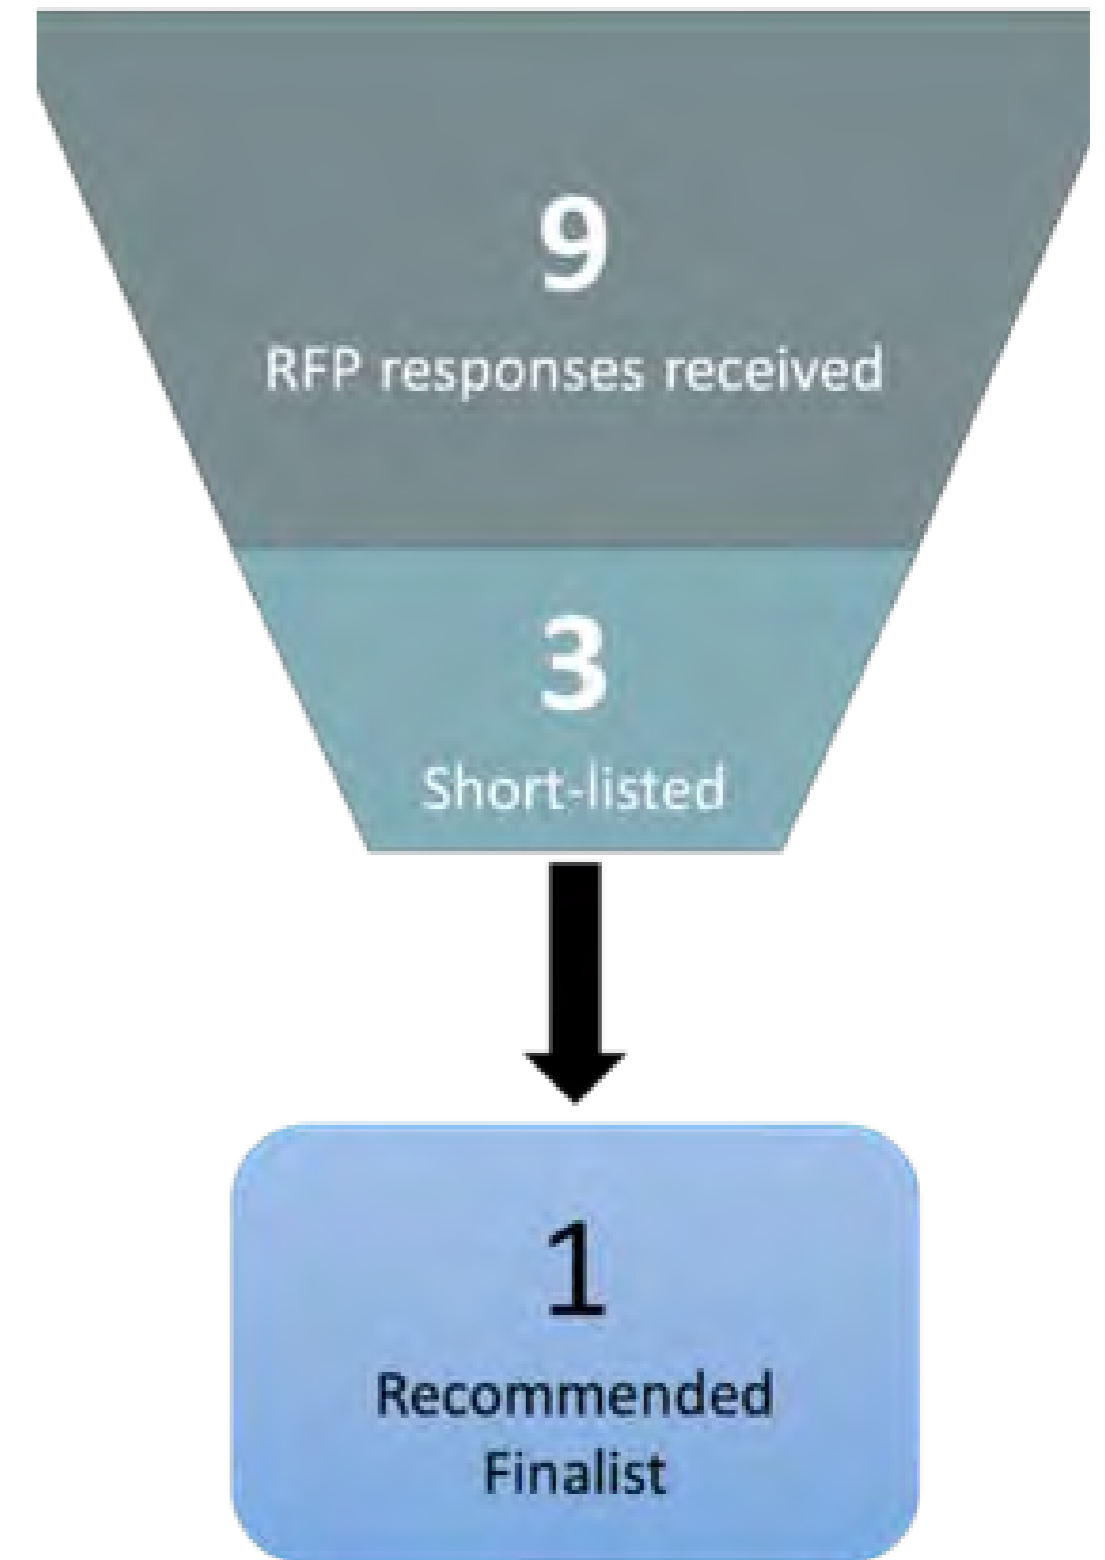 9
RFP responses received
3
Short-listed
1
Recommended
Finalist